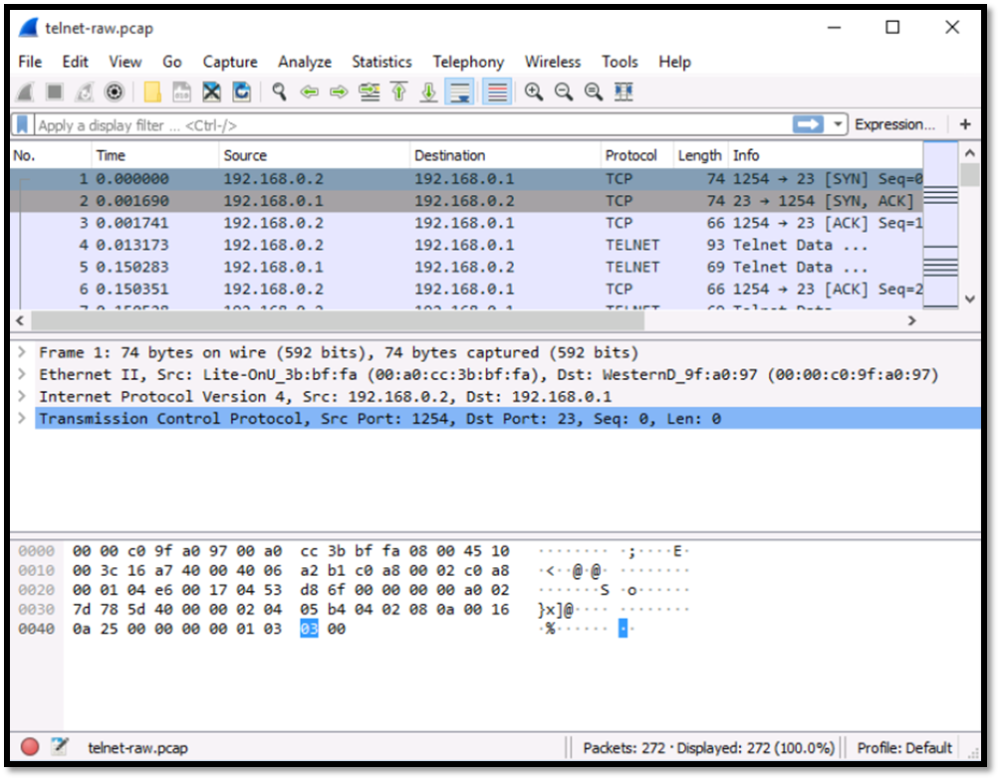 telnet-raw.pcap
File Edit View Go Capture Analyze Statistics Telephony Wireless Tools Help
Apply a display filter ... <Ctrl-/> Expression... +
No. Time Source Destination Protocol Length Info
1 0.000000 192.168.0.2 192.168.0.1 TCP 74 1254 → 23 [SYN] Seq=0
2 0.001690 192.168.0.1 192.168.0.2 TCP 74 23 → 1254 [SYN, ACK]
3 0.001741 192.168.0.2 192.168.0.1 TCP 66 1254 → 23 [ACK] Seq=1
4 0.013173 192.168.0.2 192.168.0.1 TELNET 93 Telnet Data ...
5 0.150283 192.168.0.1 192.168.0.2 TELNET 69 Telnet Data ...
6 0.150351 192.168.0.2 192.168.0.1 TCP 66 1254 → 23 [ACK] Seq=2
Frame 1: 74 bytes on wire (592 bits), 74 bytes captured (592 bits)
Ethernet II, Src: Lite-OnU_3b:bf:fa (00:a0:cc:3b:bf:fa), Dst: WesternD_9f:a0:97 (00:00:c0:9f:a0:97)
Internet Protocol Version 4, Src: 192.168.0.2, Dst: 192.168.0.1
Transmission Control Protocol, Src Port: 1254, Dst Port: 23, Seq: 0, Len: 0
0000 00 00 c0 9f a0 97 00 a0 cc 3b bf fa 08 00 45 10 ········ ·;····E·
0010 00 3c 16 a7 40 00 40 06 a2 b1 c0 a8 00 02 c0 a8 ·<··@·@· ········
0020 00 01 04 e6 00 17 04 53 d8 6f 00 00 00 00 a0 02 ·······S ·o······
0030 7d 78 5d 40 00 00 02 04 05 b4 04 02 08 0a 00 16 }x]@···· ········
0040 0a 25 00 00 00 00 01 03 03 00 ·%······ ··
telnet-raw.pcap Packets: 272 · Displayed: 272 (100.0%) Profile: Default